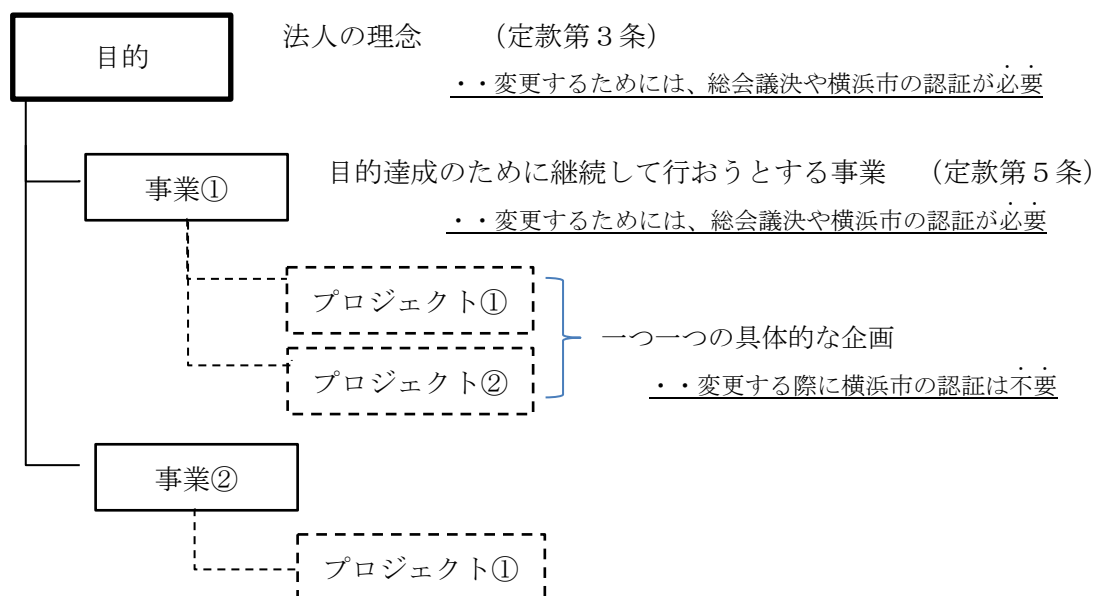 目的
法人の理念　（定款第３条）
・・変更するためには、総会議決や横浜市の認証が必要
事業①
目的達成のために継続して行おうとする事業　（定款第５条）
・・変更するためには、総会議決や横浜市の認証が必要
プロジェクト①
プロジェクト②
一つ一つの具体的な企画
・・変更する際に横浜市の認証は不要
事業②
プロジェクト①